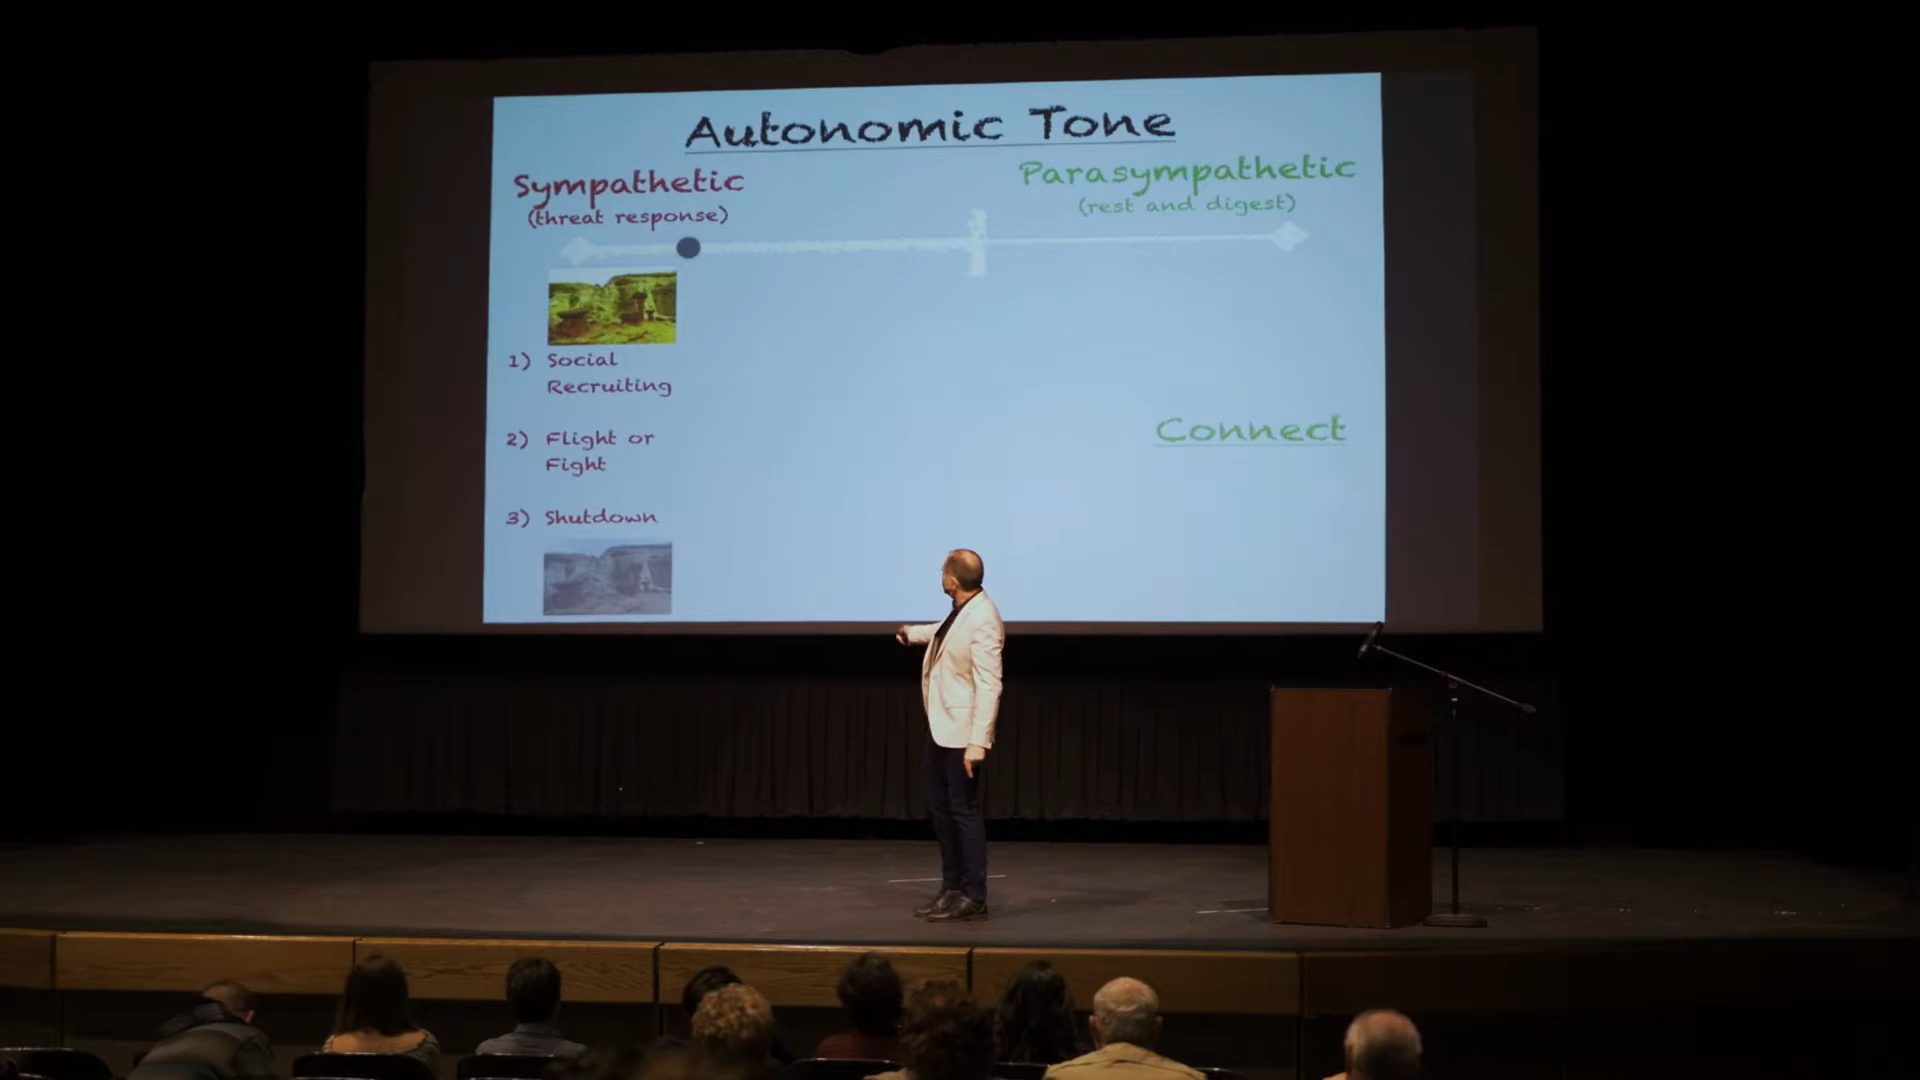 Autonomic Tone
Sympathetic
(threat response)
Parasympathetic
(rest and digest)
1) Social
Recruiting
2) Flight or
Fight
3) Shutdown
Connect